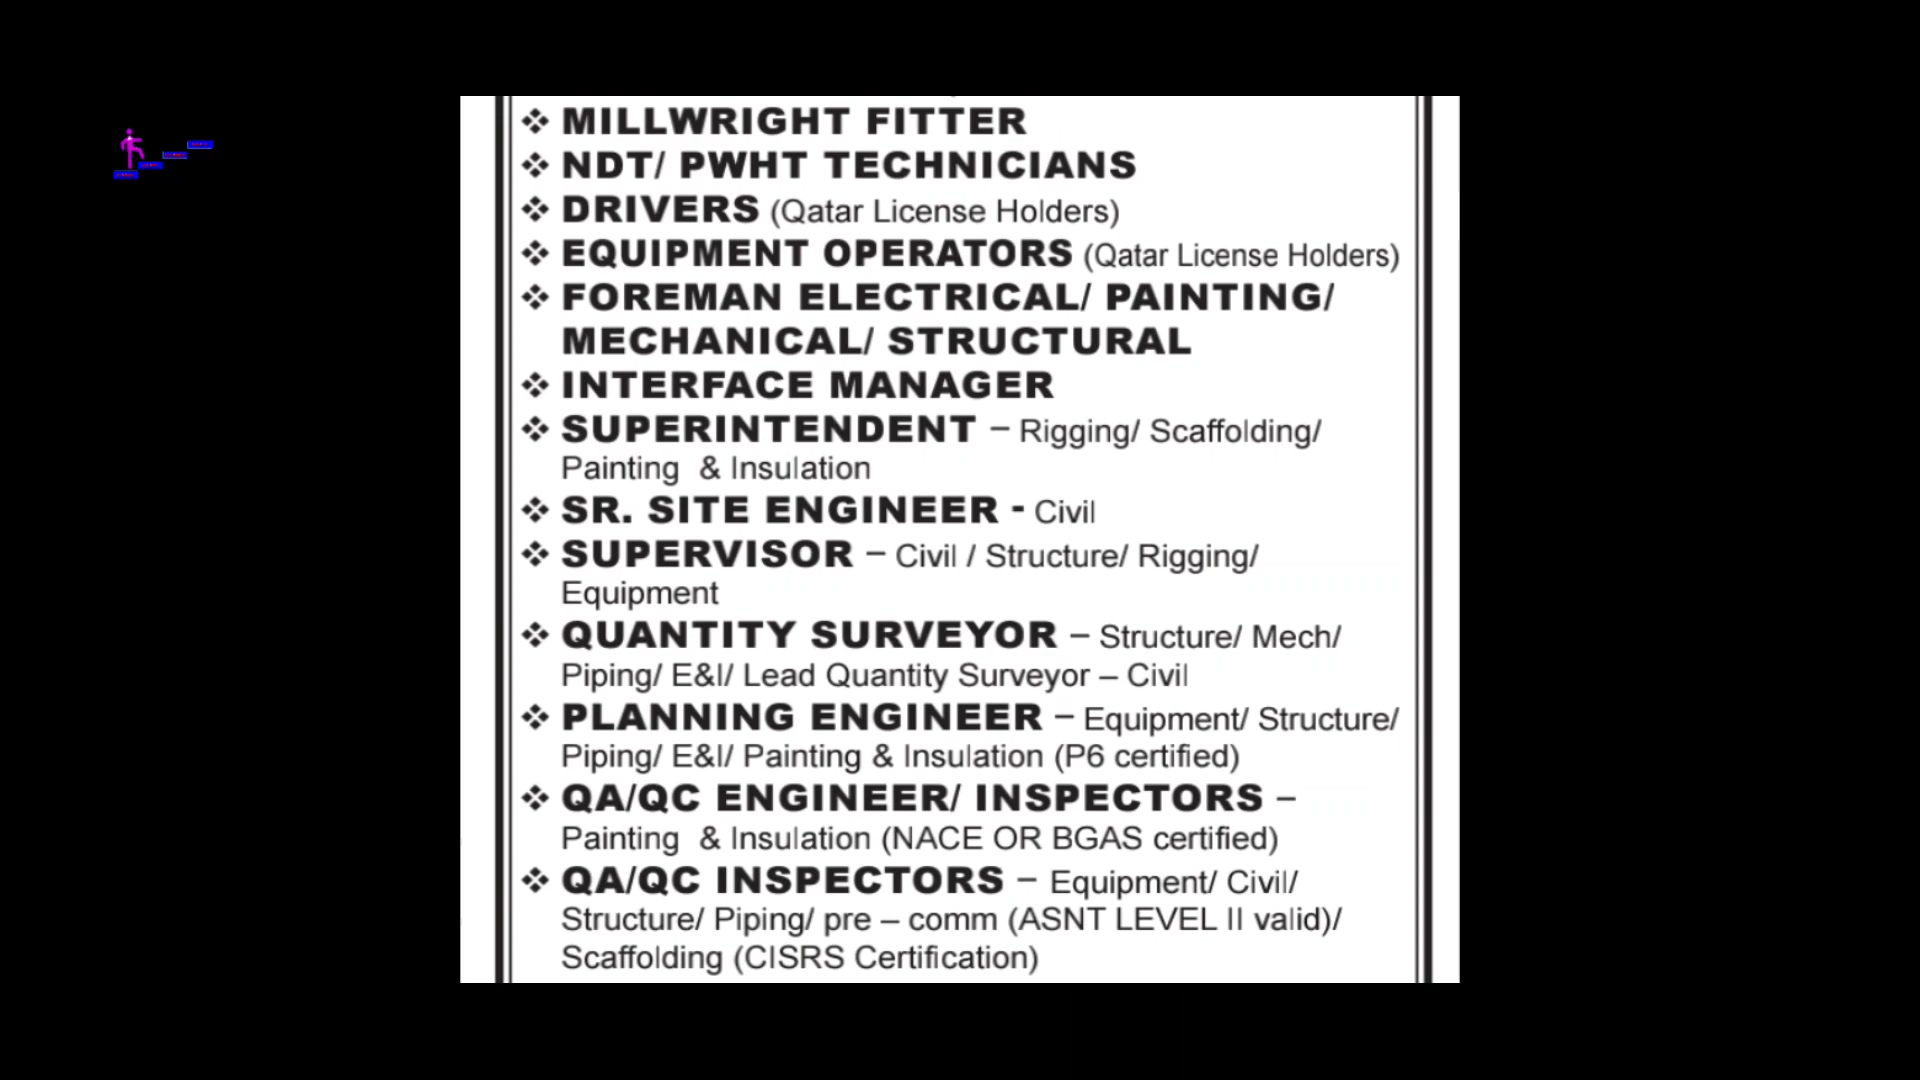 ❖ MILLWRIGHT FITTER
❖ NDT/ PWHT TECHNICIANS
❖ DRIVERS (Qatar License Holders)
❖ EQUIPMENT OPERATORS (Qatar License Holders)
❖ FOREMAN ELECTRICAL/ PAINTING/
MECHANICAL/ STRUCTURAL
❖ INTERFACE MANAGER
❖ SUPERINTENDENT – Rigging/ Scaffolding/
Painting & Insulation
❖ SR. SITE ENGINEER - Civil
❖ SUPERVISOR – Civil / Structure/ Rigging/
Equipment
❖ QUANTITY SURVEYOR – Structure/ Mech/
Piping/ E&I/ Lead Quantity Surveyor – Civil
❖ PLANNING ENGINEER – Equipment/ Structure/
Piping/ E&I/ Painting & Insulation (P6 certified)
❖ QA/QC ENGINEER/ INSPECTORS –
Painting & Insulation (NACE OR BGAS certified)
❖ QA/QC INSPECTORS – Equipment/ Civil/
Structure/ Piping/ pre – comm (ASNT LEVEL II valid)/
Scaffolding (CISRS Certification)